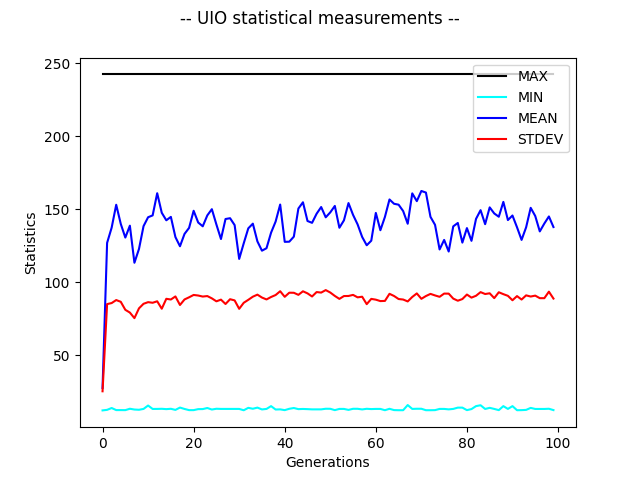 -- UIO statistical measurements --
250
200
150
100
50
Statistics
MAX
MIN
MEAN
STDEV
0
20
40
60
80
100
Generations